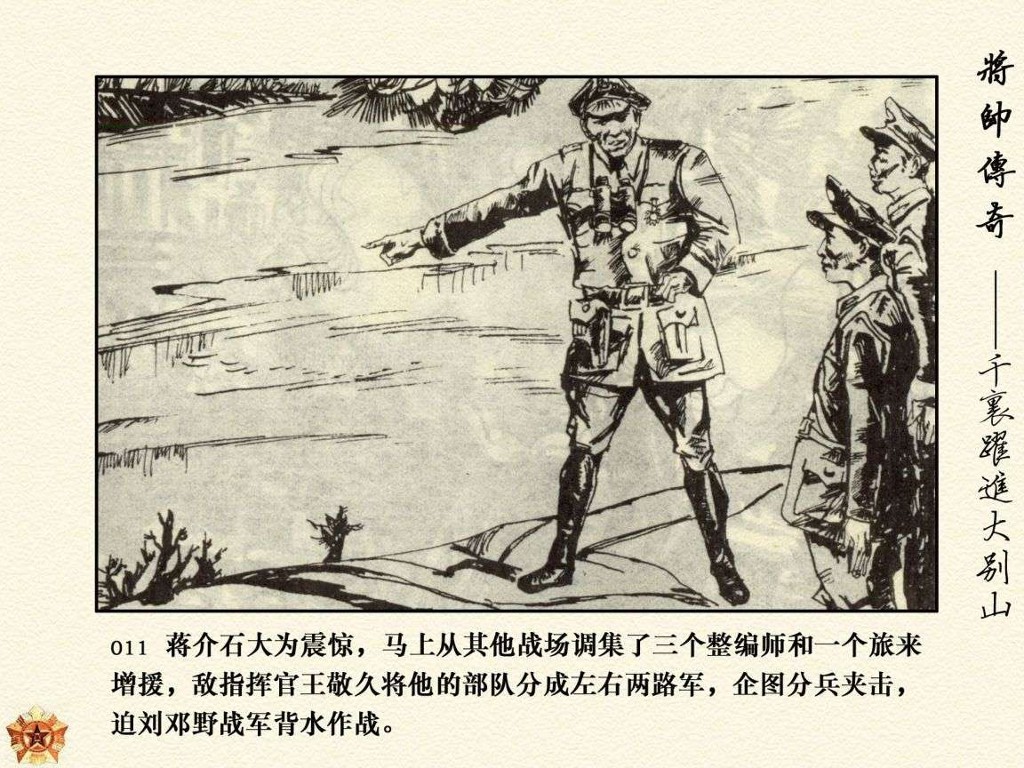 將帥傳奇 ——千裏躍進大别山
011 蒋介石大为震惊，马上从其他战场调集了三个整编师和一个旅来
增援，敌指挥官王敬久将他的部队分成左右两路军，企图分兵夹击，
迫刘邓野战军背水作战。